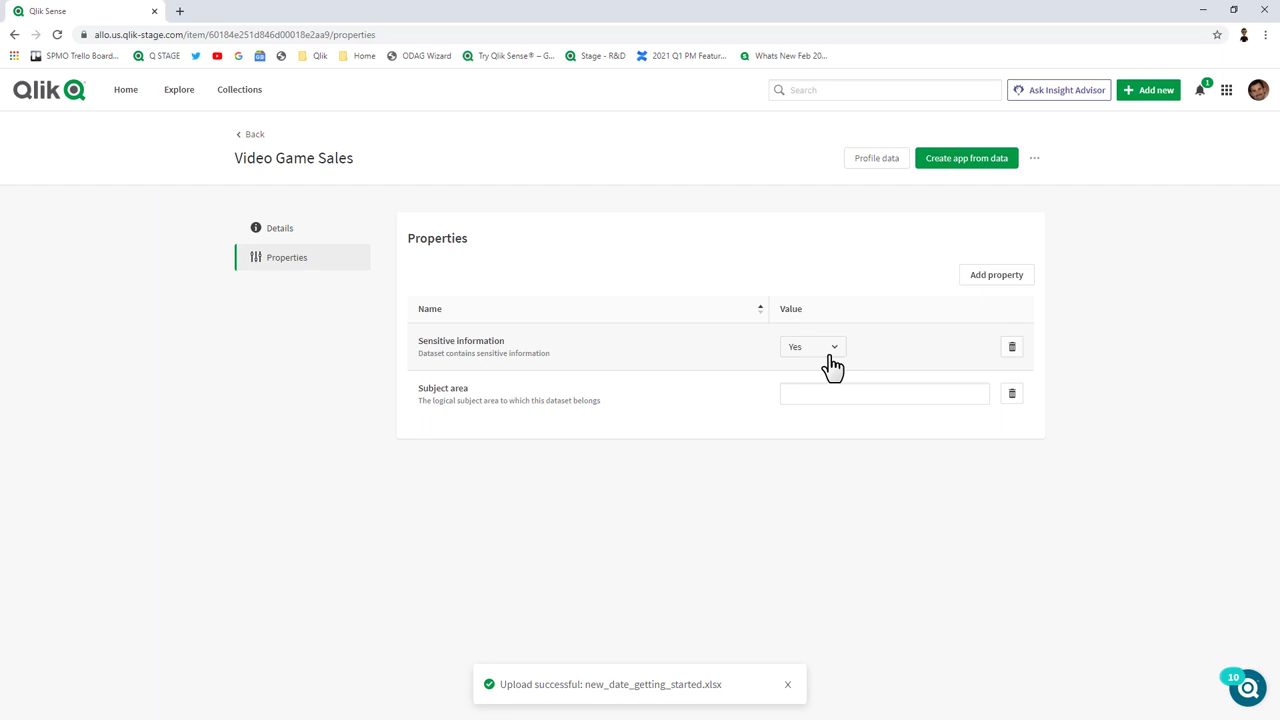 Qlik Sense
allo.us.qlik-stage.com/item/60184e251d846d00018e2aa9/properties
SPMO Trello Board... Q STAGE Qlik Home ODAG Wizard Try Qlik Sense® – G... Stage - R&D 2021 Q1 PM Featur... Whats New Feb 20...
Qlik Home Explore Collections Search Ask Insight Advisor Add new 1
Back
Video Game Sales Profile data Create app from data
Details
Properties
Properties
Add property
Name Value
Sensitive information
Dataset contains sensitive information
Yes
Subject area
The logical subject area to which this dataset belongs
Upload successful: new_date_getting_started.xlsx
10